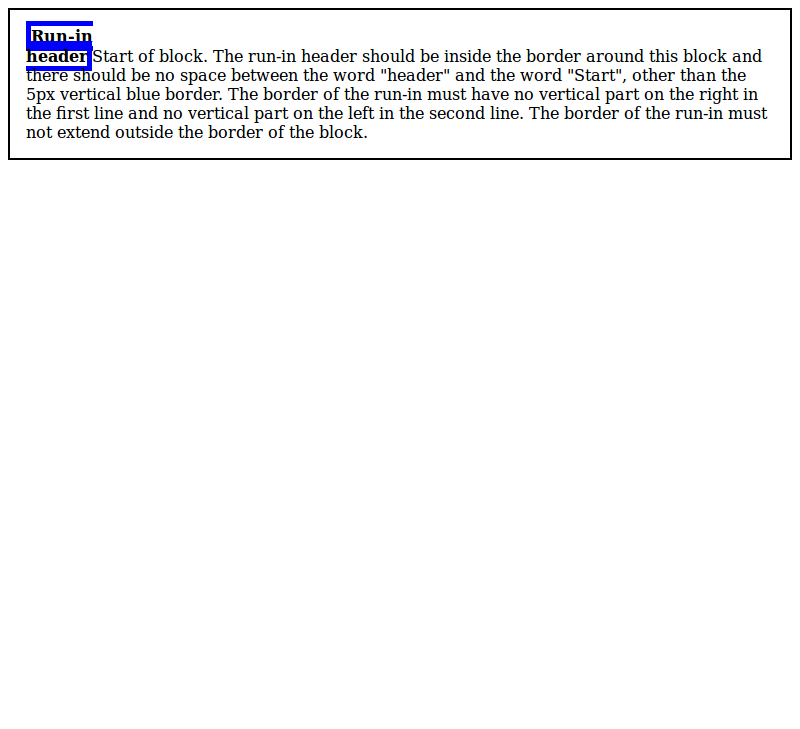 Run-in
headerStart of block. The run-in header should be inside the border around this block and
there should be no space between the word "header" and the word "Start", other than the
5px vertical blue border. The border of the run-in must have no vertical part on the right in
the first line and no vertical part on the left in the second line. The border of the run-in must
not extend outside the border of the block.